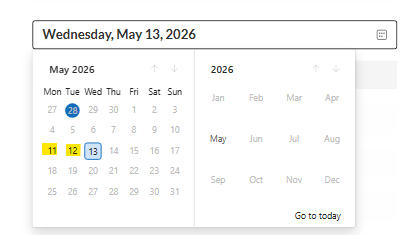 Wednesday, May 13, 2026
May 2026
Mon Tue Wed Thu Fri Sat Sun
27 28 29 30 1 2 3
4 5 6 7 8 9 10
11 12 13 14 15 16 17
18 19 20 21 22 23 24
25 26 27 28 29 30 31
2026
Jan Feb Mar Apr
May Jun Jul Aug
Sep Oct Nov Dec
Go to today